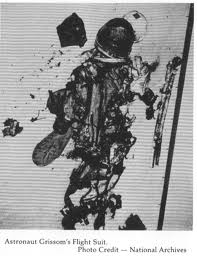 Astronaut Grissom's Flight Suit.
Photo Credit — National Archives